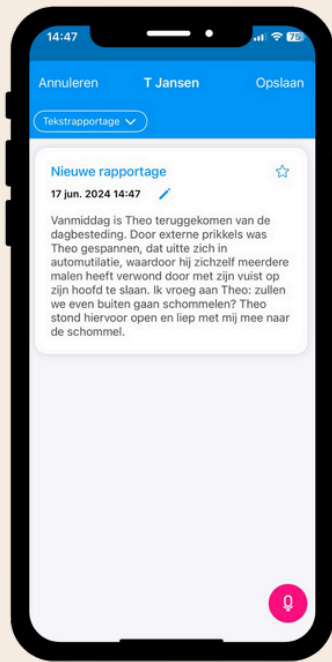 14:47
75
Annuleren T Jansen Opslaan
Tekstrapportage
Nieuwe rapportage
17 jun. 2024 14:47
Vanmiddag is Theo teruggekomen van de
dagbesteding. Door externe prikkels was
Theo gespannen, dat uitte zich in
automutilatie, waardoor hij zichzelf meerdere
malen heeft verwond door met zijn vuist op
zijn hoofd te slaan. Ik vroeg aan Theo: zullen
we even buiten gaan schommelen? Theo
stond hiervoor open en liep met mij mee naar
de schommel.